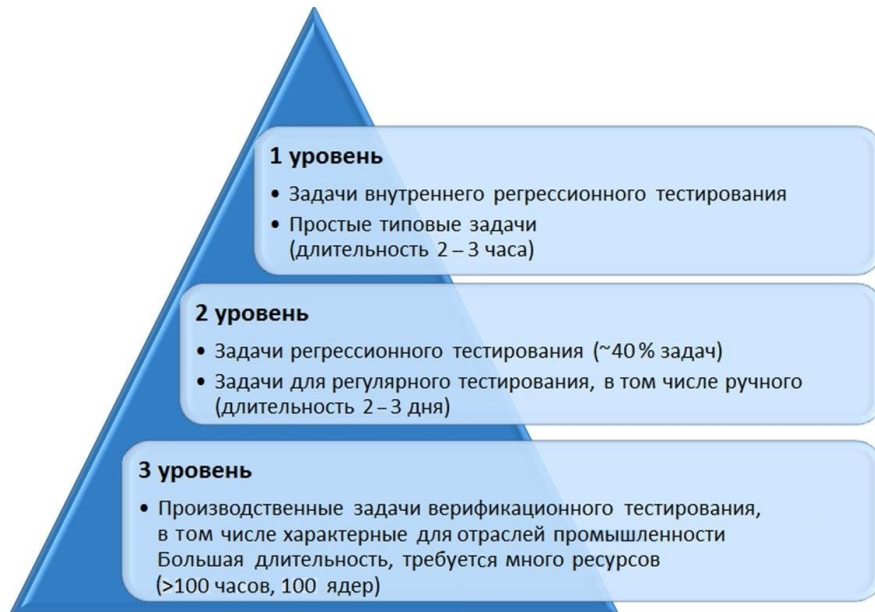 1 уровень
• Задачи внутреннего регрессионного тестирования
• Простые типовые задачи
(длительность 2 – 3 часа)
2 уровень
• Задачи регрессионного тестирования (~40 % задач)
• Задачи для регулярного тестирования, в том числе ручного
(длительность 2 – 3 дня)
3 уровень
• Производственные задачи верификационного тестирования,
в том числе характерные для отраслей промышленности
Большая длительность, требуется много ресурсов
(>100 часов, 100 ядер)